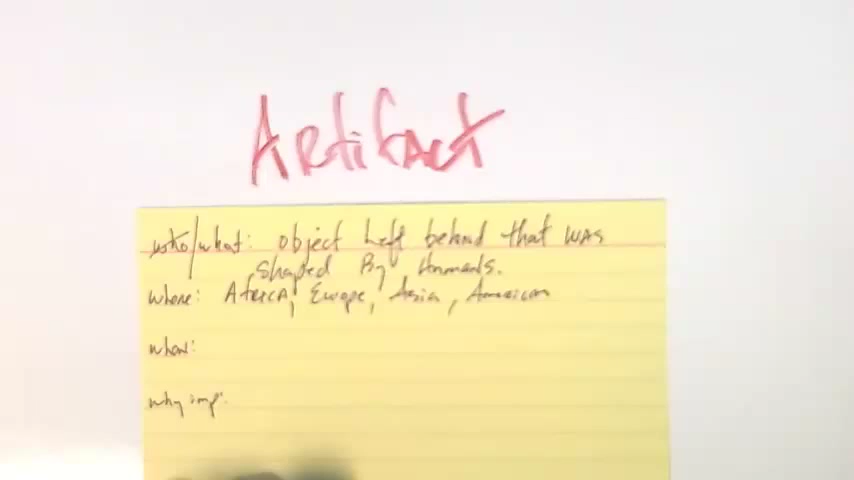 Artifact
who/what: object left behind that was
shaped By Humans.
where: Africa, Europe, Asia, Americas
when:
why imp: